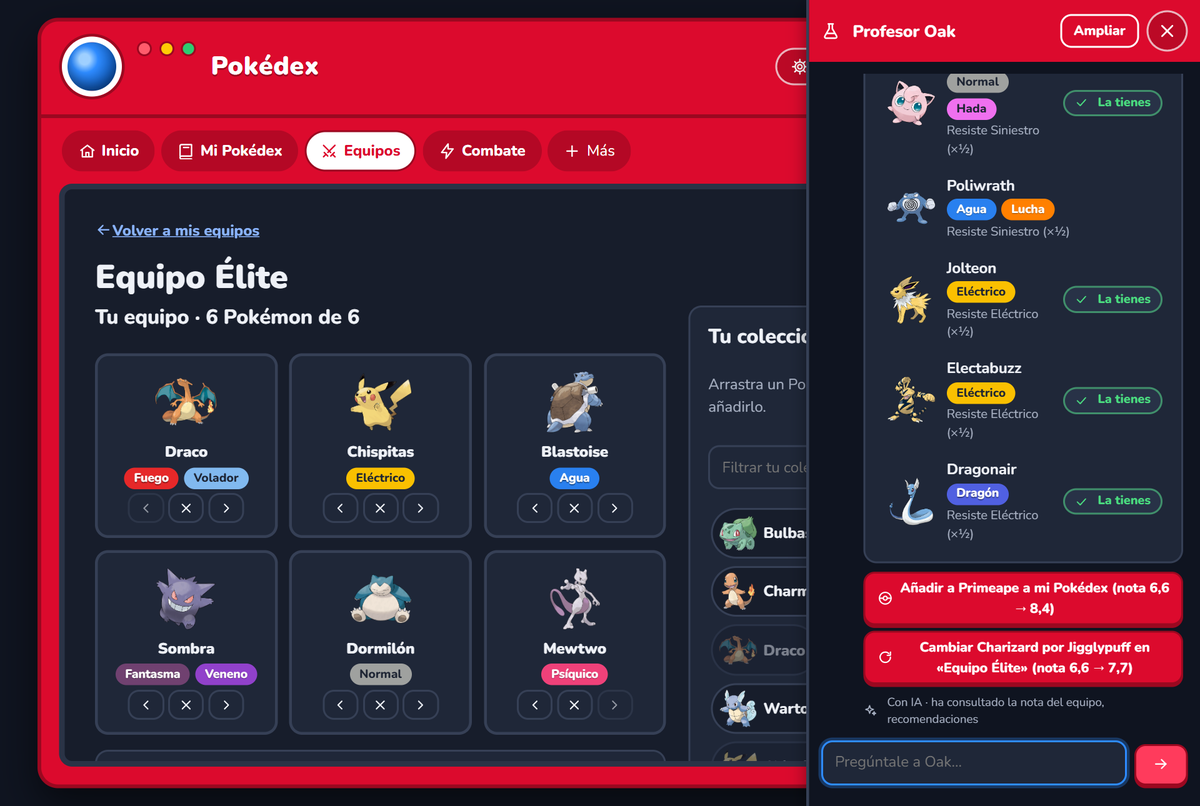 Pokédex
Inicio
Mi Pokédex
Equipos
Combate
Más
Volver a mis equipos
Equipo Élite
Tu equipo · 6 Pokémon de 6
Draco
Fuego
Volador
Chispitas
Eléctrico
Blastoise
Agua
Sombra
Fantasma
Veneno
Dormilón
Normal
Mewtwo
Psíquico
Tu colecció
Arrastra un Po
añadirlo.
Filtrar tu cole
Bulba
Charm
Draco
Warto
Profesor Oak
Ampliar
Normal
Hada
Resiste Siniestro
(×½)
La tienes
Poliwrath
Agua
Lucha
Resiste Siniestro (×½)
Jolteon
Eléctrico
Resiste Eléctrico
(×½)
La tienes
Electabuzz
Eléctrico
Resiste Eléctrico
(×½)
La tienes
Dragonair
Dragón
Resiste Eléctrico
(×½)
La tienes
Añadir a Primeape a mi Pokédex (nota 6,6
→ 8,4)
Cambiar Charizard por Jigglypuff en
«Equipo Élite» (nota 6,6 → 7,7)
Con IA · ha consultado la nota del equipo,
recomendaciones
Pregúntale a Oak...